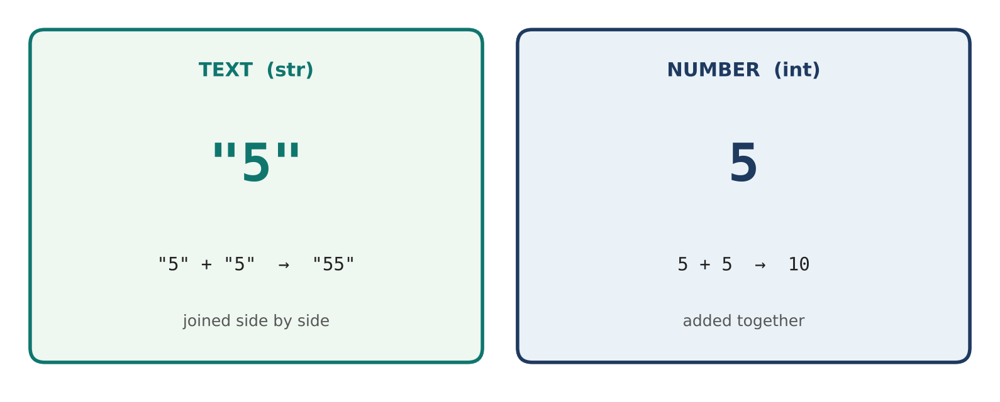 TEXT (str)
"5"
"5" + "5" → "55"
joined side by side
NUMBER (int)
5
5 + 5 → 10
added together